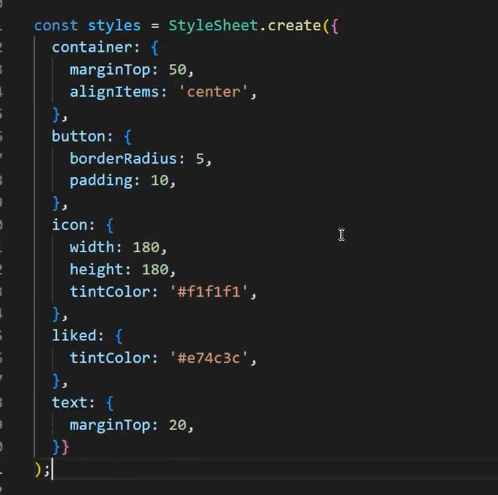 const styles = StyleSheet.create({
  container: {
    marginTop: 50,
    alignItems: 'center',
  },
  button: {
    borderRadius: 5,
    padding: 10,
  },
  icon: {
    width: 180,
    height: 180,
    tintColor: '#f1f1f1',
  },
  liked: {
    tintColor: '#e74c3c',
  },
  text: {
    marginTop: 20,
  }}
);